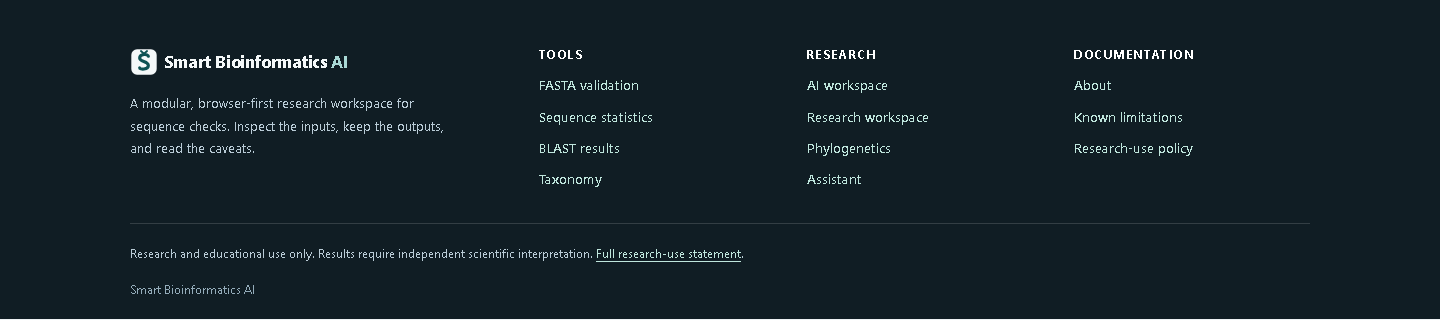 Smart Bioinformatics AI
A modular, browser-first research workspace for
sequence checks. Inspect the inputs, keep the outputs,
and read the caveats.
TOOLS
FASTA validation
Sequence statistics
BLAST results
Taxonomy
RESEARCH
AI workspace
Research workspace
Phylogenetics
Assistant
DOCUMENTATION
About
Known limitations
Research-use policy
Research and educational use only. Results require independent scientific interpretation. Full research-use statement.
Smart Bioinformatics AI